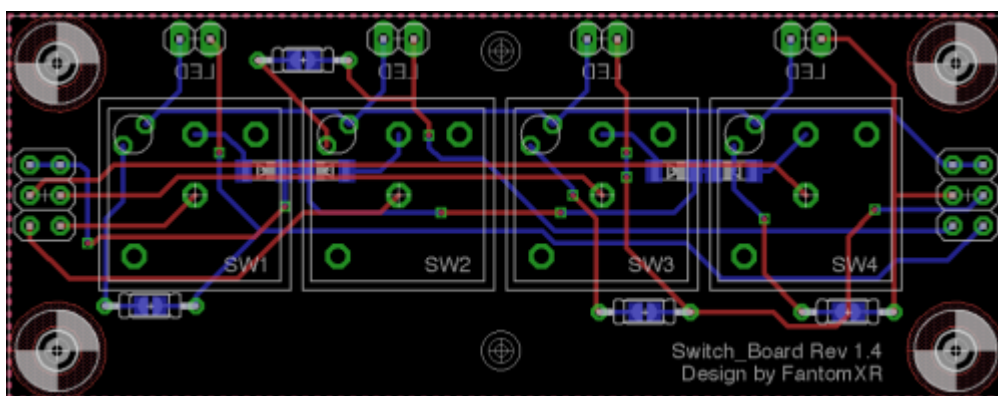 LED
LED
LED
LED
SW1
SW2
SW3
SW4
Switch_Board Rev 1.4
Design by FantomXR